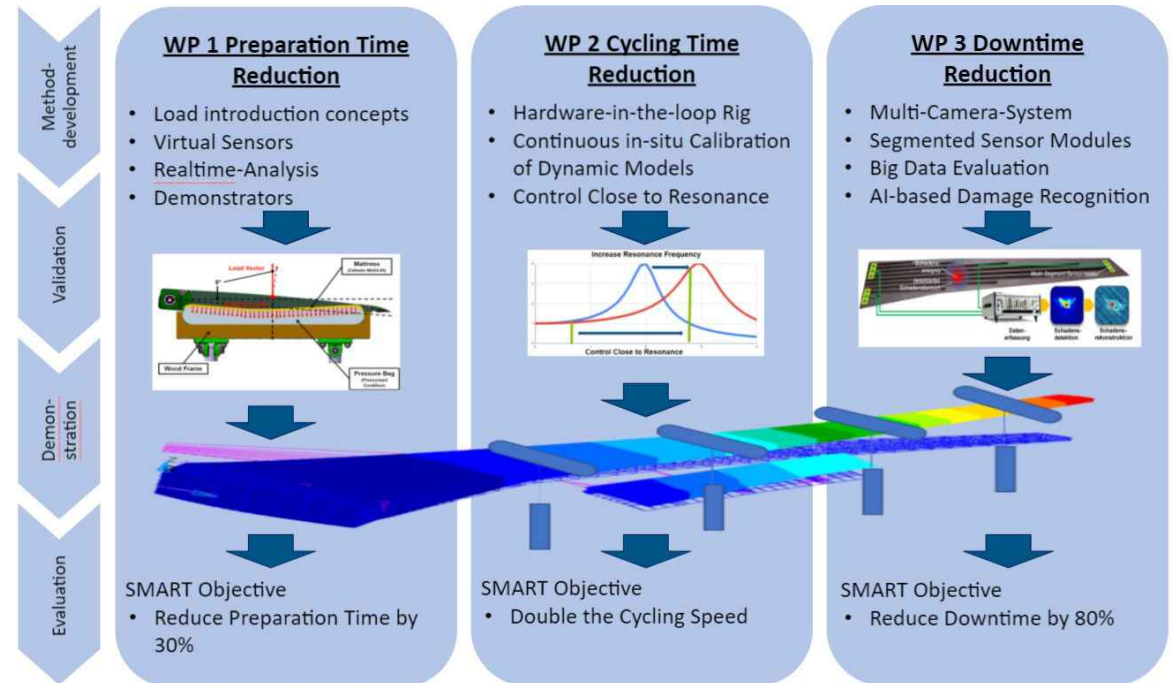 Method-
development
Validation
Demon-
stration
Evaluation
WP 1 Preparation Time
Reduction
• Load introduction concepts
• Virtual Sensors
• Realtime-Analysis
• Demonstrators
Load Vector
Mattress
Wood Frame
Pressure Bag
(Pressurized
Condition)
SMART Objective
• Reduce Preparation Time by
30%
WP 2 Cycling Time
Reduction
• Hardware-in-the-loop Rig
• Continuous in-situ Calibration
of Dynamic Models
• Control Close to Resonance
Increase Resonance Frequency
Control Close to Resonance
SMART Objective
• Double the Cycling Speed
WP 3 Downtime
Reduction
• Multi-Camera-System
• Segmented Sensor Modules
• Big Data Evaluation
• AI-based Damage Recognition
Daten-
erfassung
Schadens-
detektion
Schadens-
rekonstruktion
SMART Objective
• Reduce Downtime by 80%